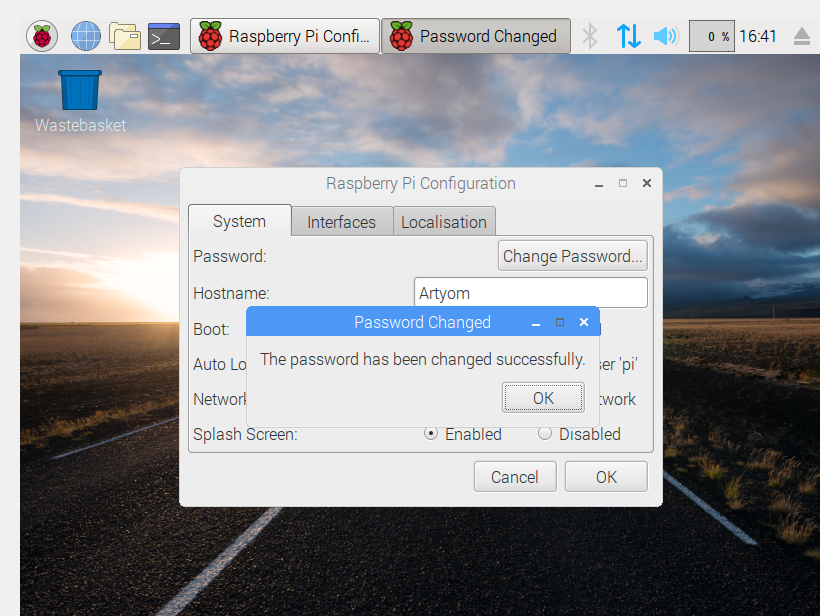 >_
Raspberry Pi Confi...
Password Changed
0 %
16:41
Wastebasket
Raspberry Pi Configuration
System
Interfaces
Localisation
Password:
Change Password...
Hostname:
Artyom
Boot:
Password Changed
The password has been changed successfully.
Auto Lo
ser 'pi'
OK
Network
twork
Splash Screen:
Enabled
Disabled
Cancel
OK